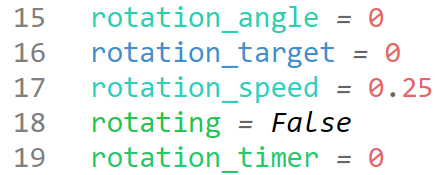 15 rotation_angle = 0
16 rotation_target = 0
17 rotation_speed = 0.25
18 rotating = False
19 rotation_timer = 0